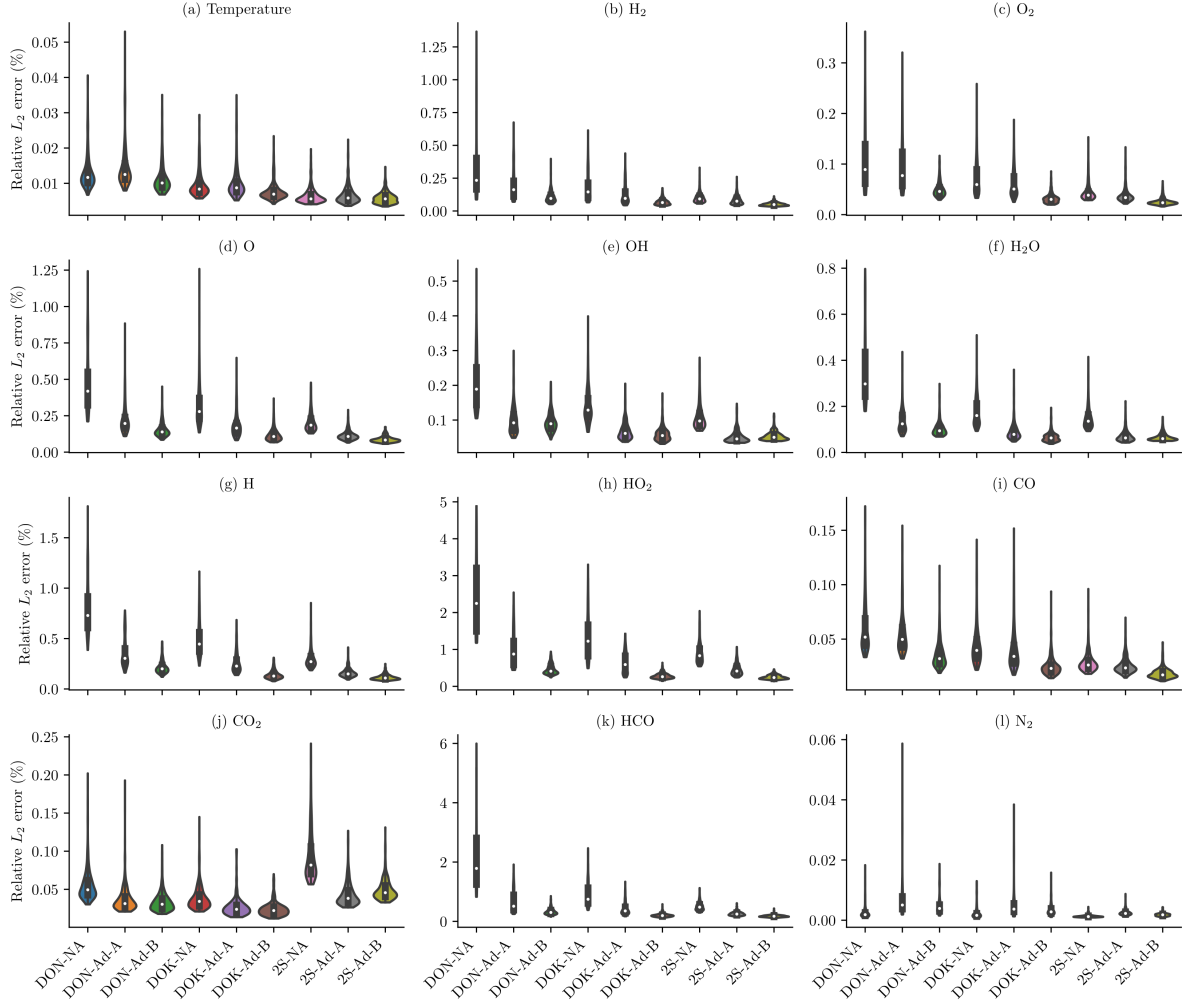 (a) Temperature
(b) H₂
(c) O₂
Relative L₂ error (%)
0.05
0.04
0.03
0.02
0.01
1.25
1.00
0.75
0.50
0.25
0.00
0.3
0.2
0.1
0.0
(d) O
(e) OH
(f) H₂O
Relative L₂ error (%)
1.25
1.00
0.75
0.50
0.25
0.00
0.5
0.4
0.3
0.2
0.1
0.8
0.6
0.4
0.2
0.0
(g) H
(h) HO₂
(i) CO
Relative L₂ error (%)
1.5
1.0
0.5
0.0
5
4
3
2
1
0
0.15
0.10
0.05
(j) CO₂
(k) HCO
(l) N₂
Relative L₂ error (%)
0.25
0.20
0.15
0.10
0.05
6
4
2
0
0.06
0.04
0.02
0.00
DON-NA
DON-Ad-A
DON-Ad-B
DOK-NA
DOK-Ad-A
DOK-Ad-B
2S-NA
2S-Ad-A
2S-Ad-B
DON-NA
DON-Ad-A
DON-Ad-B
DOK-NA
DOK-Ad-A
DOK-Ad-B
2S-NA
2S-Ad-A
2S-Ad-B
DON-NA
DON-Ad-A
DON-Ad-B
DOK-NA
DOK-Ad-A
DOK-Ad-B
2S-NA
2S-Ad-A
2S-Ad-B